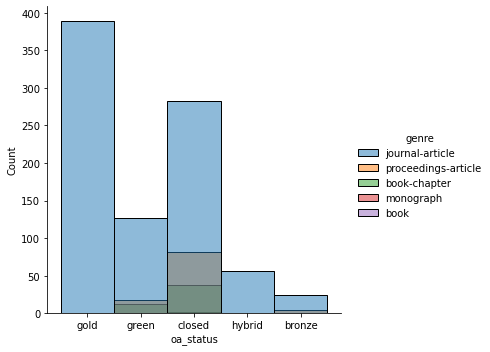 400
350
300
250
200
150
100
50
0
Count
gold green closed hybrid bronze
oa_status
genre
journal-article
proceedings-article
book-chapter
monograph
book